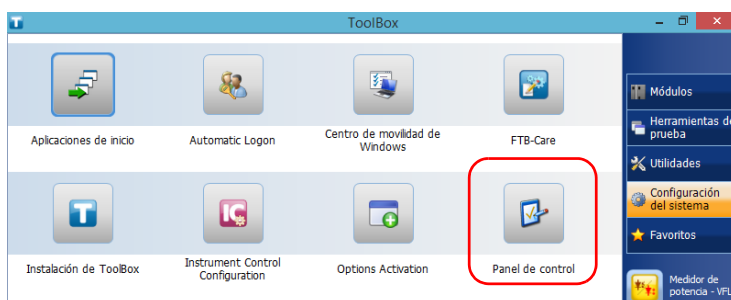 ToolBox
Aplicaciones de inicio
Automatic Logon
Centro de movilidad de
Windows
FTB-Care
Instalación de ToolBox
Instrument Control
Configuration
Options Activation
Panel de control
Módulos
Herramientas de
prueba
Utilidades
Configuración
del sistema
Favoritos
Medidor de
potencia - VFL